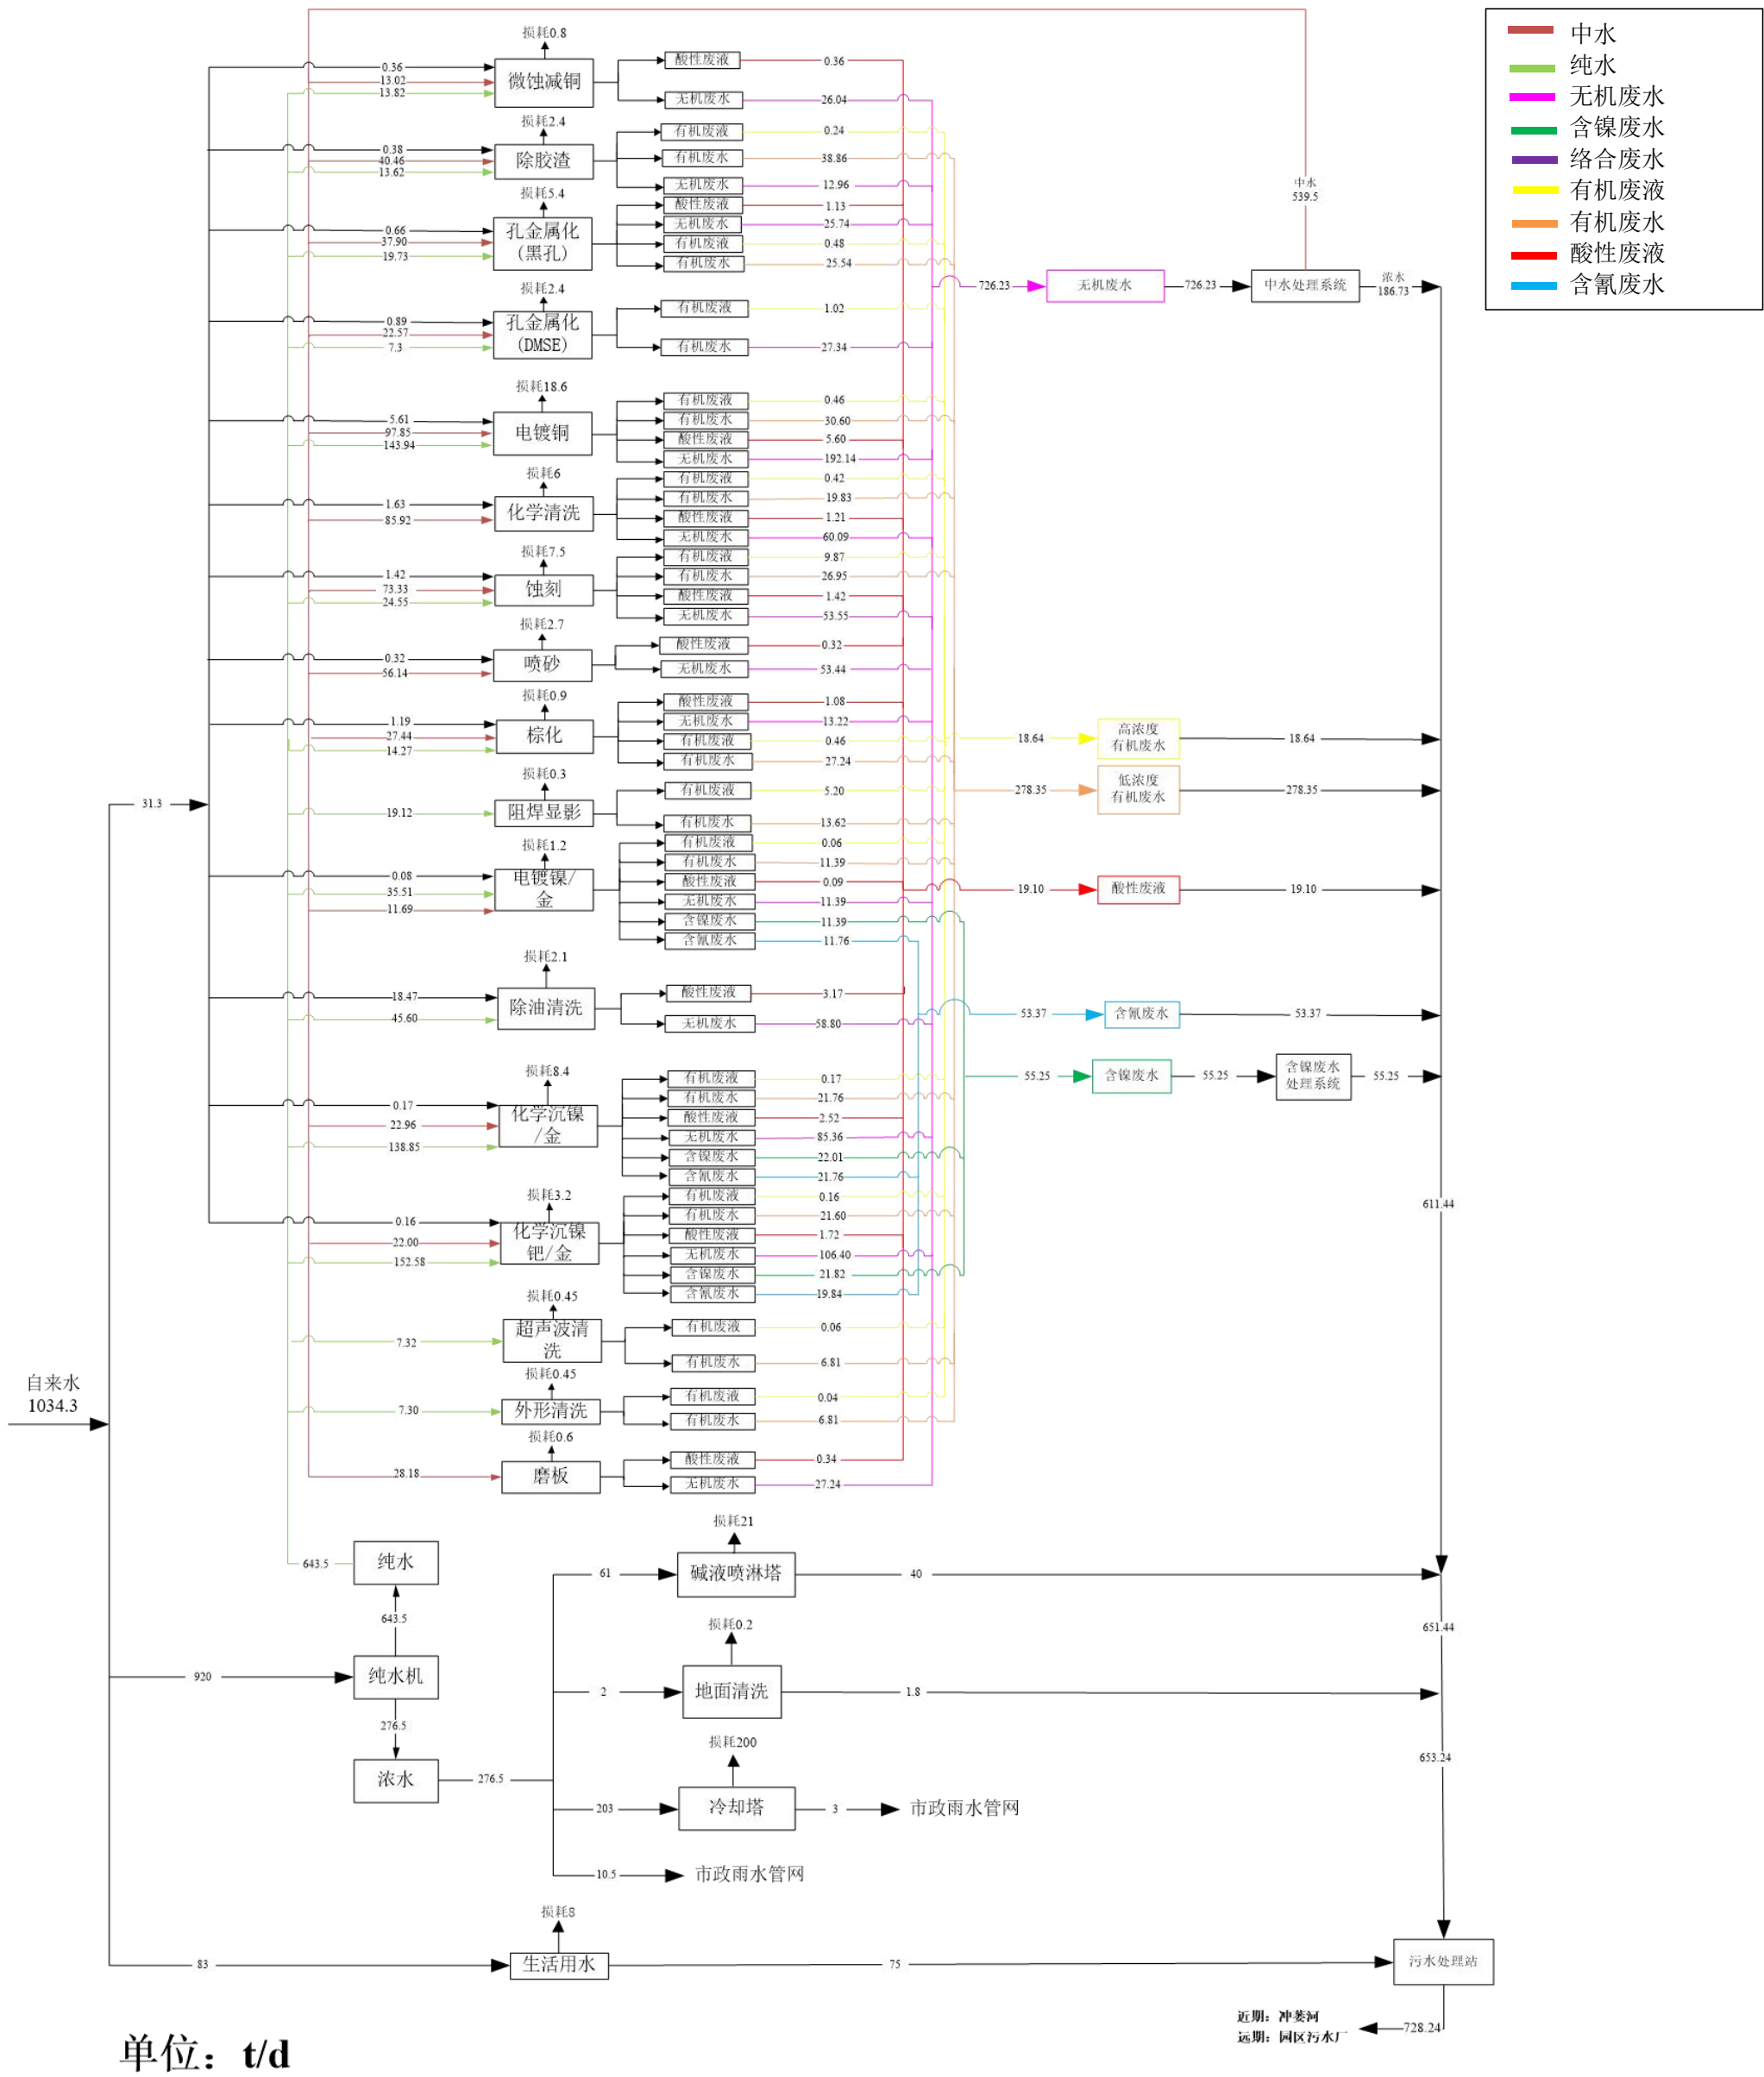 中水
纯水
无机废水
含镍废水
络合废水
有机废液
有机废水
酸性废液
含氰废水
损耗0.8
0.36
13.02
13.82
微蚀减铜
酸性废液
0.36
无机废水
26.04
损耗2.4
0.38
40.46
13.62
除胶渣
有机废液
0.24
有机废水
38.86
无机废水
12.96
损耗5.4
0.66
37.90
19.73
孔金属化
(黑孔)
酸性废液
1.13
无机废水
25.74
有机废液
0.48
有机废水
25.54
损耗2.4
0.89
22.57
7.3
孔金属化
(DMSE)
有机废液
1.02
有机废水
27.34
损耗18.6
5.61
97.85
143.94
电镀铜
有机废液
0.46
有机废水
30.60
酸性废液
5.60
无机废水
192.14
损耗6
1.63
85.92
化学清洗
有机废液
0.42
有机废水
19.83
酸性废液
1.21
无机废水
60.09
损耗7.5
1.42
73.33
24.55
蚀刻
有机废液
9.87
有机废水
26.95
酸性废液
1.42
无机废水
53.55
损耗2.7
0.32
56.14
喷砂
酸性废液
0.32
无机废水
53.44
损耗0.9
1.19
27.44
14.27
棕化
酸性废液
1.08
无机废水
13.22
有机废液
0.46
有机废水
27.24
损耗0.3
19.12
阻焊显影
有机废液
5.20
有机废水
13.62
损耗1.2
0.08
35.51
11.69
电镀镍/
金
有机废液
0.06
有机废水
11.39
酸性废液
0.09
无机废水
11.39
含镍废水
11.39
含氰废水
11.76
损耗2.1
18.47
45.60
除油清洗
酸性废液
3.17
无机废水
58.80
损耗8.4
0.17
22.96
138.85
化学沉镍
/金
有机废液
0.17
有机废水
21.76
酸性废液
2.52
无机废水
85.36
含镍废水
22.01
含氰废水
21.76
损耗3.2
0.16
22.00
152.58
化学沉镍
钯/金
有机废液
0.16
有机废水
21.60
酸性废液
1.72
无机废水
106.40
含镍废水
21.82
含氰废水
19.84
损耗0.45
7.32
超声波清
洗
有机废液
0.06
有机废水
6.81
损耗0.45
7.30
外形清洗
有机废液
0.04
有机废水
6.81
损耗0.6
28.18
磨板
酸性废液
0.34
无机废水
27.24
中水
539.5
726.23
无机废水
726.23
中水处理系统
浓水
186.73
18.64
高浓度
有机废水
18.64
278.35
低浓度
有机废水
278.35
19.10
酸性废液
19.10
53.37
含氰废水
53.37
55.25
含镍废水
55.25
含镍废水
处理系统
55.25
611.44
31.3
自来水
1034.3
643.5
纯水
643.5
920
纯水机
276.5
浓水
276.5
损耗21
61
碱液喷淋塔
40
651.44
损耗0.2
2
地面清洗
1.8
653.24
损耗200
203
冷却塔
3
市政雨水管网
10.5
市政雨水管网
损耗8
83
生活用水
75
污水处理站
近期：冲蒌河
远期：园区污水厂
728.24
单位：t/d